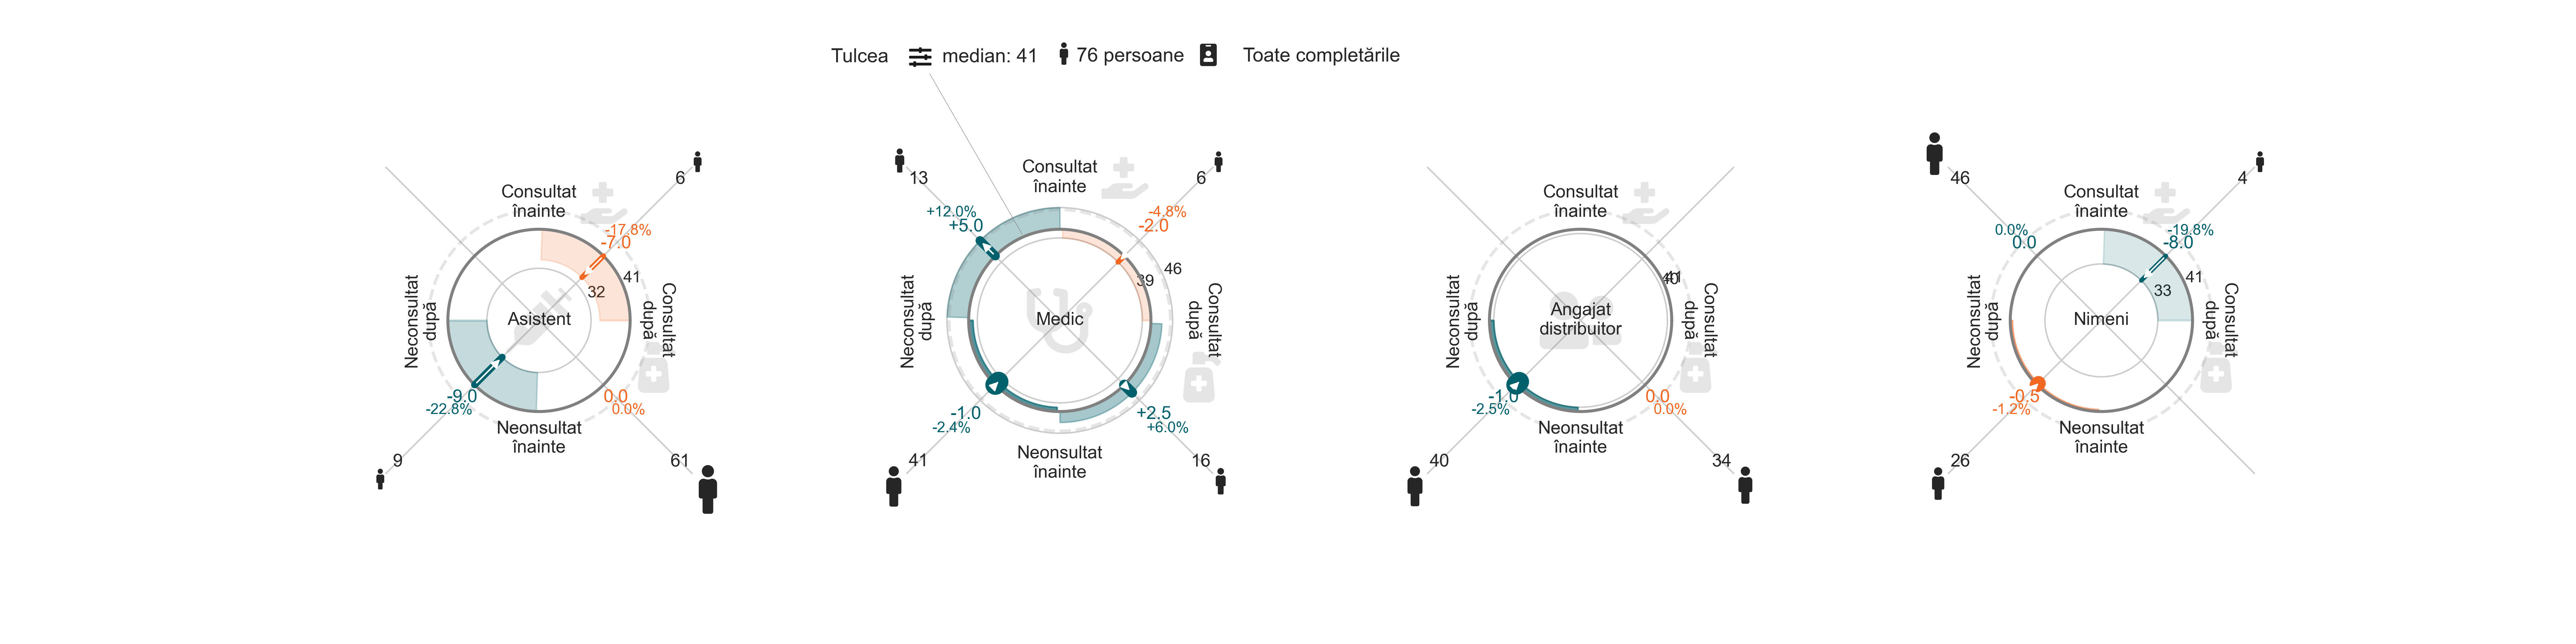 Tulcea median: 41 76 persoane Toate completările
6
Consultat
înainte
-17.8%
-7.0
41
32
Neconsultat
după
Asistent
Consultat
după
-9.0
-22.8%
0.0
0.0%
Neonsultat
înainte
9
61
13
6
Consultat
înainte
+12.0%
+5.0
-4.8%
-2.0
46
39
Neconsultat
după
Medic
Consultat
după
-1.0
-2.4%
+2.5
+6.0%
Neonsultat
înainte
41
16
Consultat
înainte
41
40
Neconsultat
după
Angajat
distribuitor
Consultat
după
-1.0
-2.5%
0.0
0.0%
Neonsultat
înainte
40
34
46
4
Consultat
înainte
0.0%
0.0
-19.8%
-8.0
41
33
Neconsultat
după
Nimeni
Consultat
după
-0.5
-1.2%
Neonsultat
înainte
26